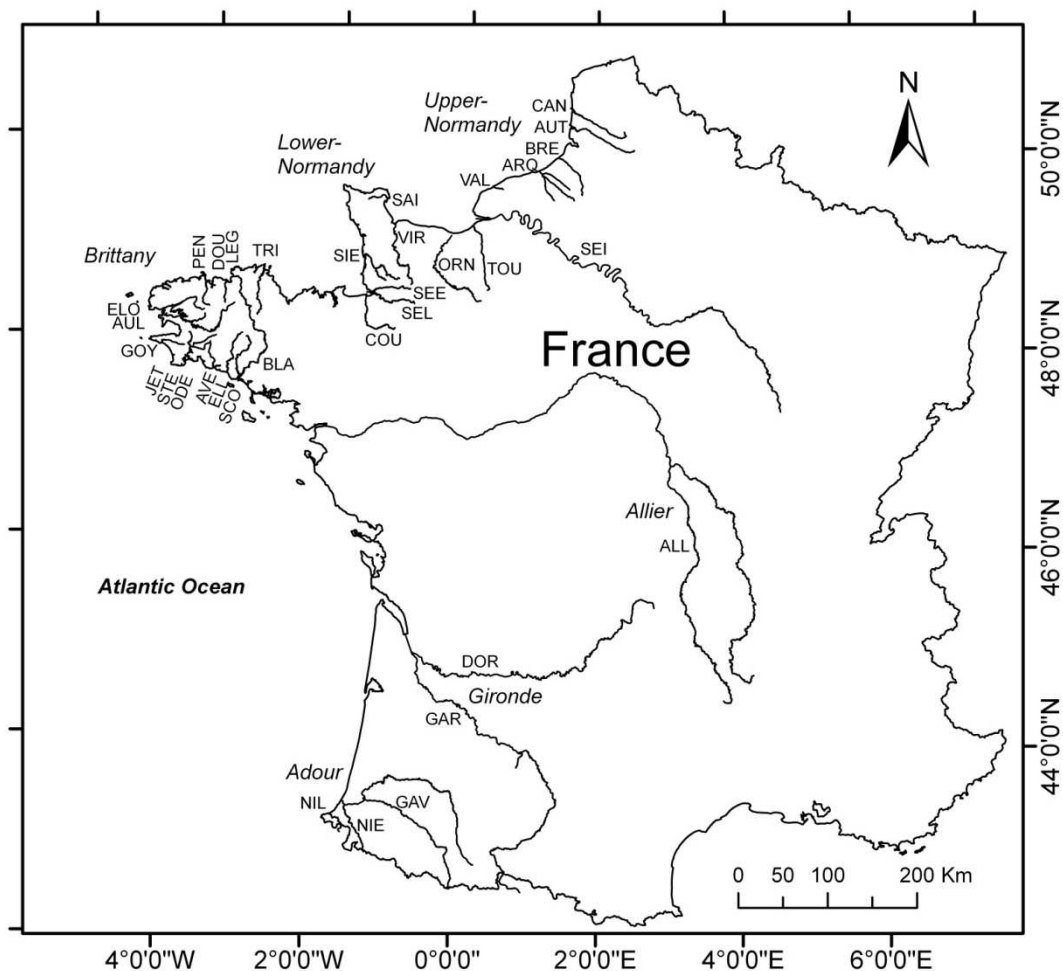 N
Upper-
Normandy
CAN
AUT
BRE
ARQ
VAL
Lower-
Normandy
SAI
VIR
SIE
ORN
TOU
SEI
SEE
SEL
COU
Brittany
PEN
DOU
LEG
TRI
ELO
AUL
GOY
BLA
JET
STE
ODE
AVE
ELL
SCO
France
Allier
ALL
Atlantic Ocean
DOR
Gironde
GAR
Adour
NIL
GAV
NIE
0 50 100 200 Km
50°0'0"N
48°0'0"N
46°0'0"N
44°0'0"N
4°0'0"W 2°0'0"W 0°0'0" 2°0'0"E 4°0'0"E 6°0'0"E